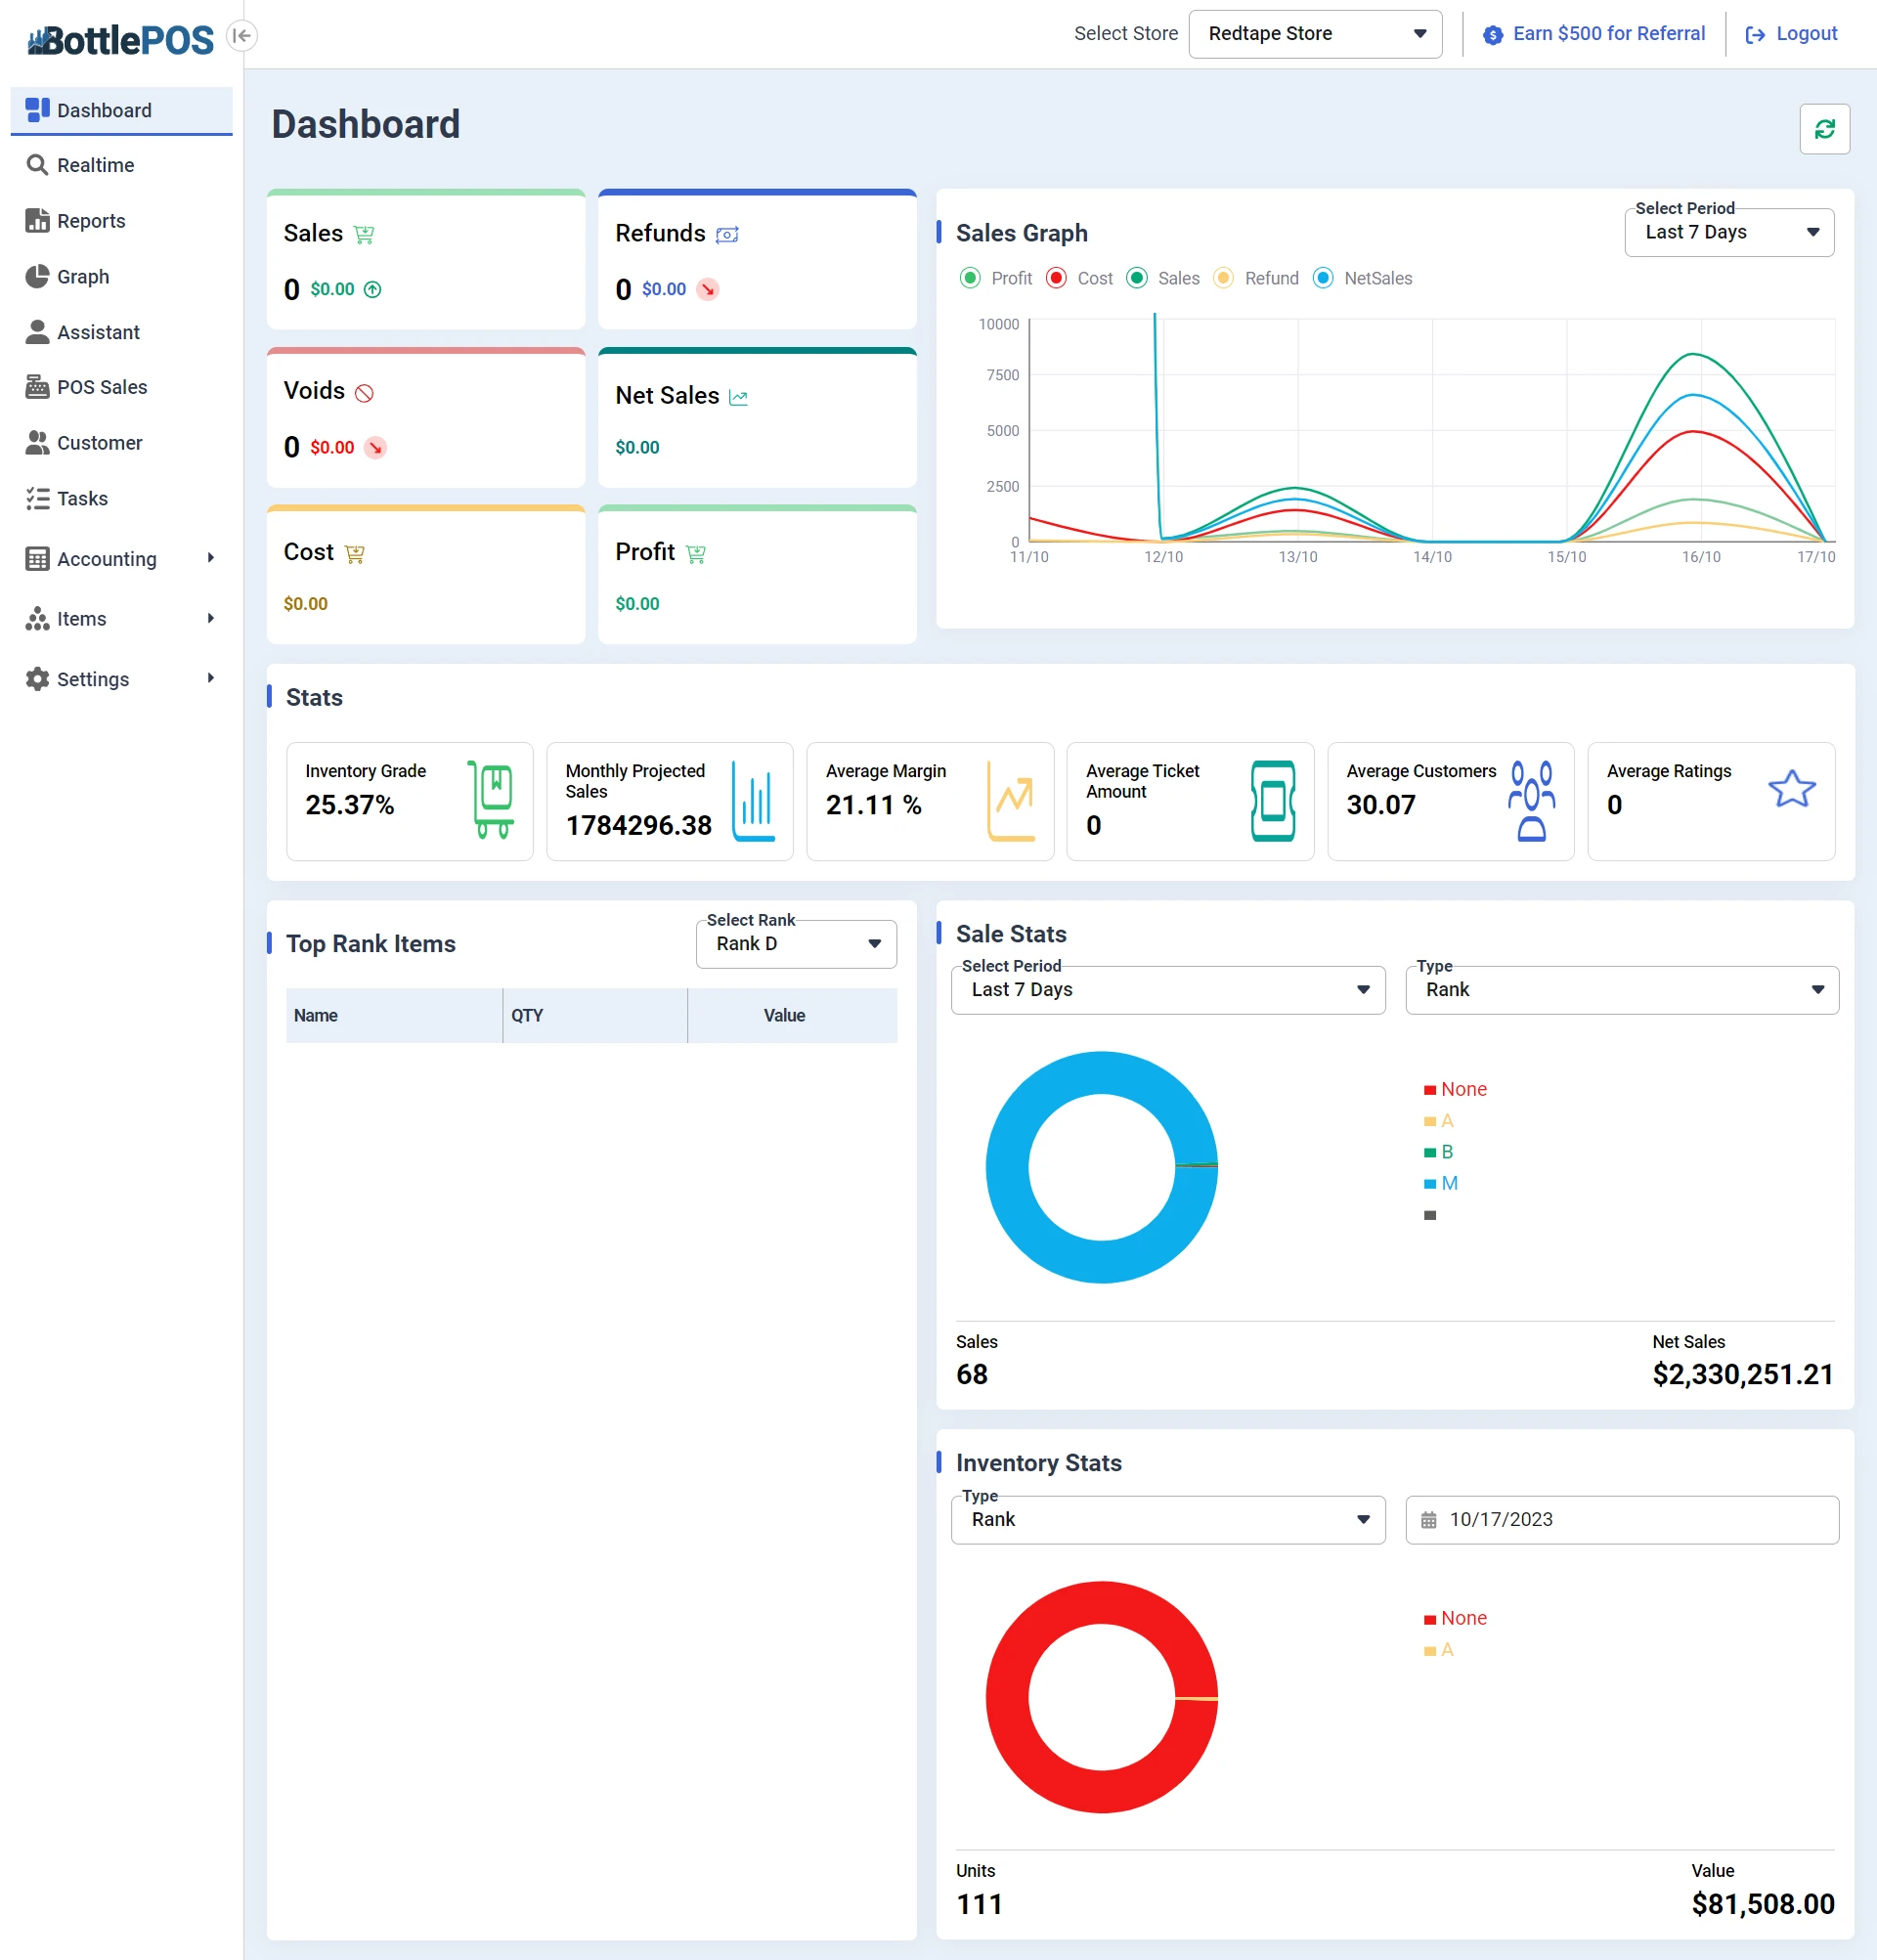 BottlePOS
Select Store
Redtape Store
Earn $500 for Referral
Logout
Dashboard
Realtime
Reports
Graph
Assistant
POS Sales
Customer
Tasks
Accounting
Items
Settings
Dashboard
Sales
0 $0.00
Refunds
0 $0.00
Voids
0 $0.00
Net Sales
$0.00
Cost
$0.00
Profit
$0.00
Sales Graph
Select Period
Last 7 Days
Profit Cost Sales Refund NetSales
10000
7500
5000
2500
0
11/10 12/10 13/10 14/10 15/10 16/10 17/10
Stats
Inventory Grade
25.37%
Monthly Projected
Sales
1784296.38
Average Margin
21.11 %
Average Ticket
Amount
0
Average Customers
30.07
Average Ratings
0
Top Rank Items
Select Rank
Rank D
Name QTY Value
Sale Stats
Select Period
Last 7 Days
Type
Rank
None
A
B
M
Sales
68
Net Sales
$2,330,251.21
Inventory Stats
Type
Rank
10/17/2023
None
A
Units
111
Value
$81,508.00